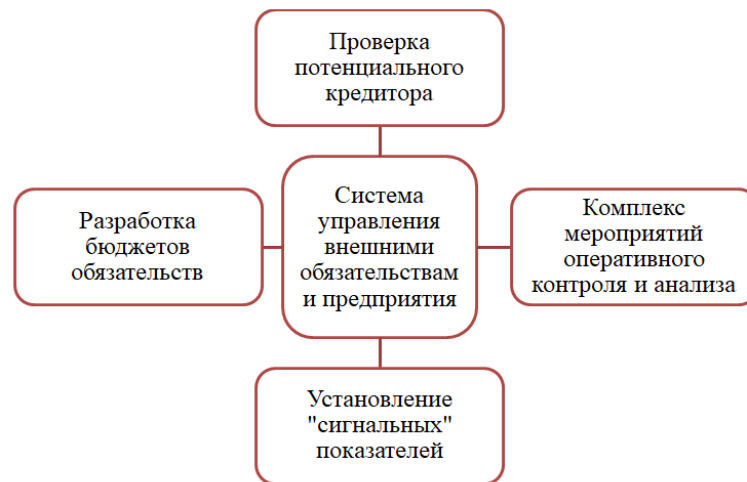 Проверка
потенциального
кредитора
Разработка
бюджетов
обязательств
Система
управления
внешними
обязательствам
и предприятия
Комплекс
мероприятий
оперативного
контроля и анализа
Установление
"сигнальных"
показателей